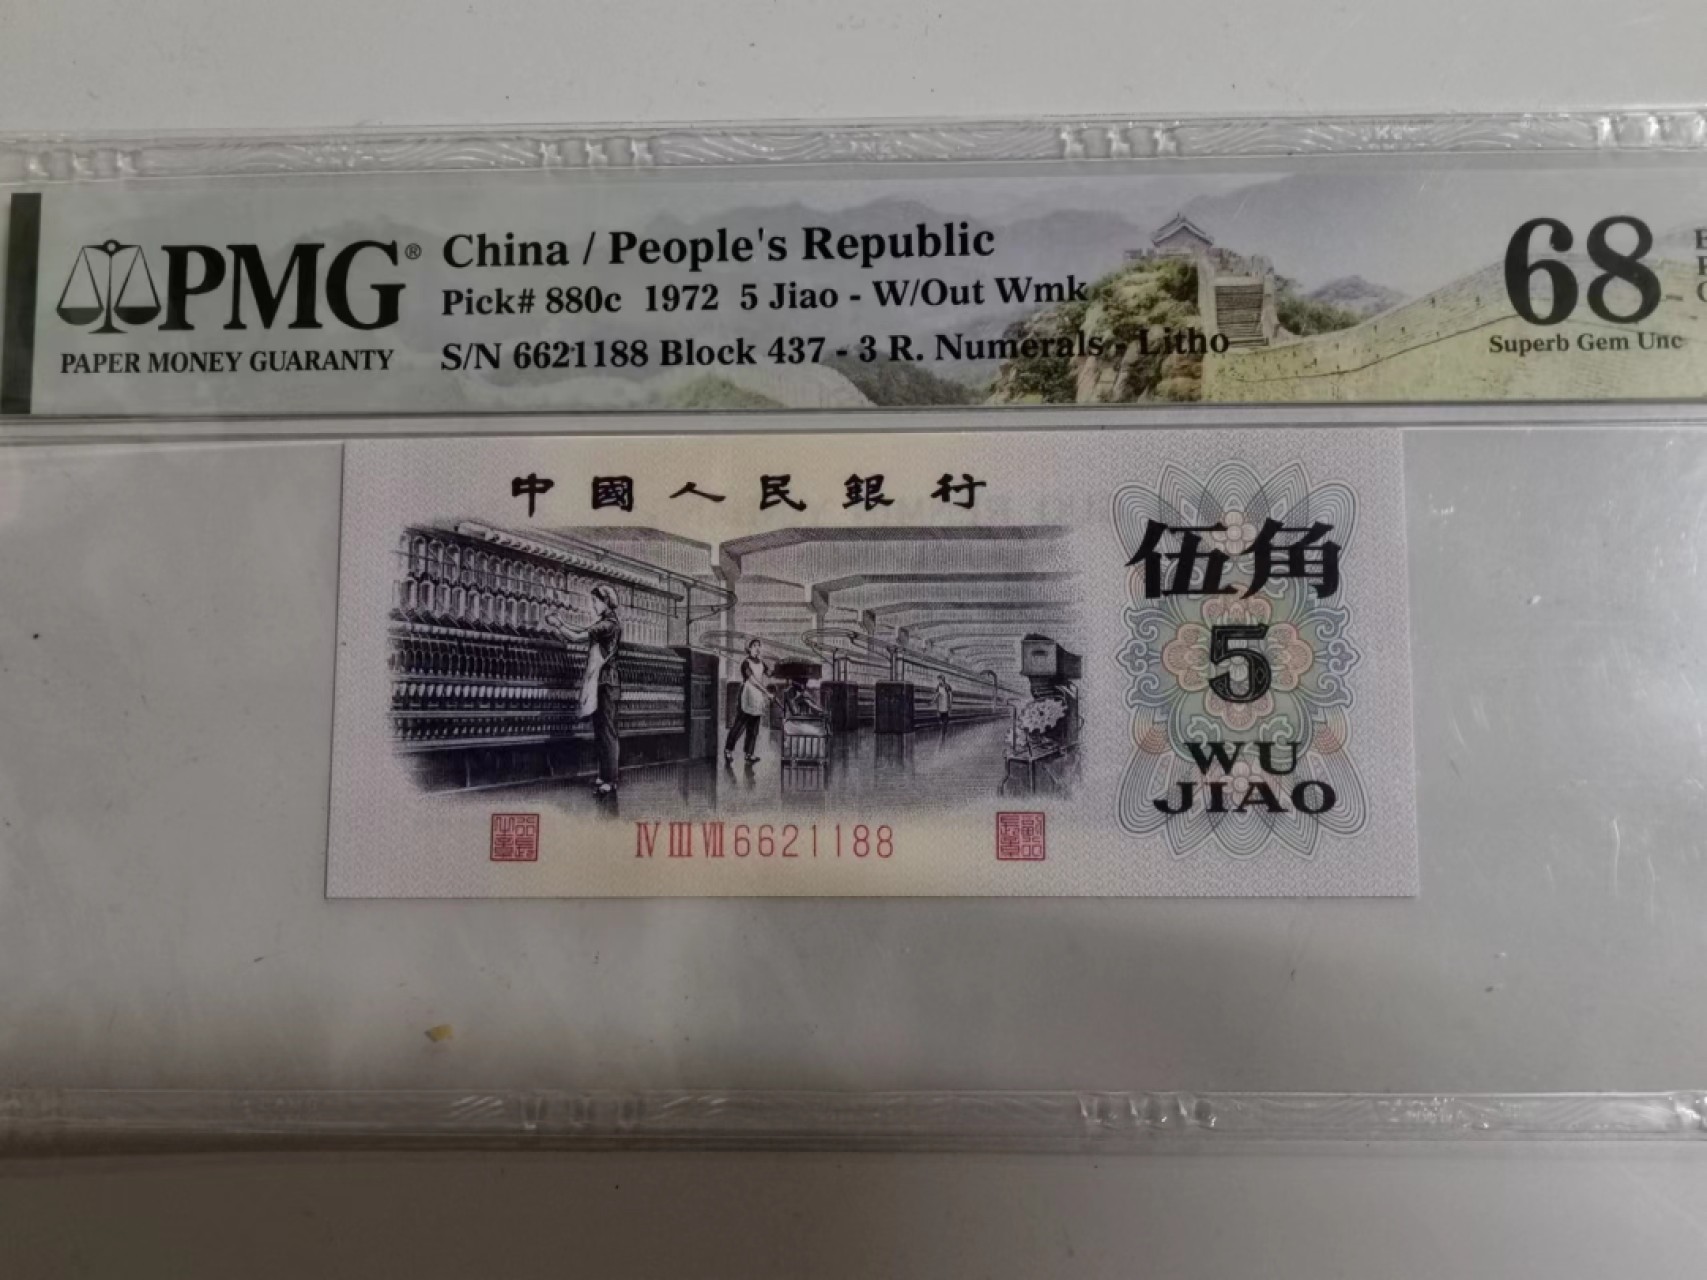 PMG®
PAPER MONEY GUARANTY
China / People's Republic
Pick# 880c 1972 5 Jiao - W/Out Wmk
S/N 6621188 Block 437 - 3 R. Numerals - Litho
68
Superb Gem Unc
中國人民銀行
伍角
5
WU
JIAO
Ⅳ Ⅲ Ⅶ 6621188